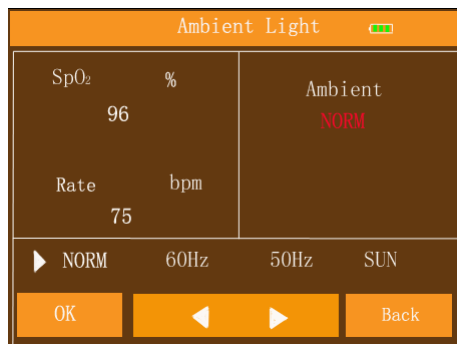 Ambient Light
SpO₂ %
96
Rate bpm
75
Ambient
NORM
NORM 60Hz 50Hz SUN
OK Back